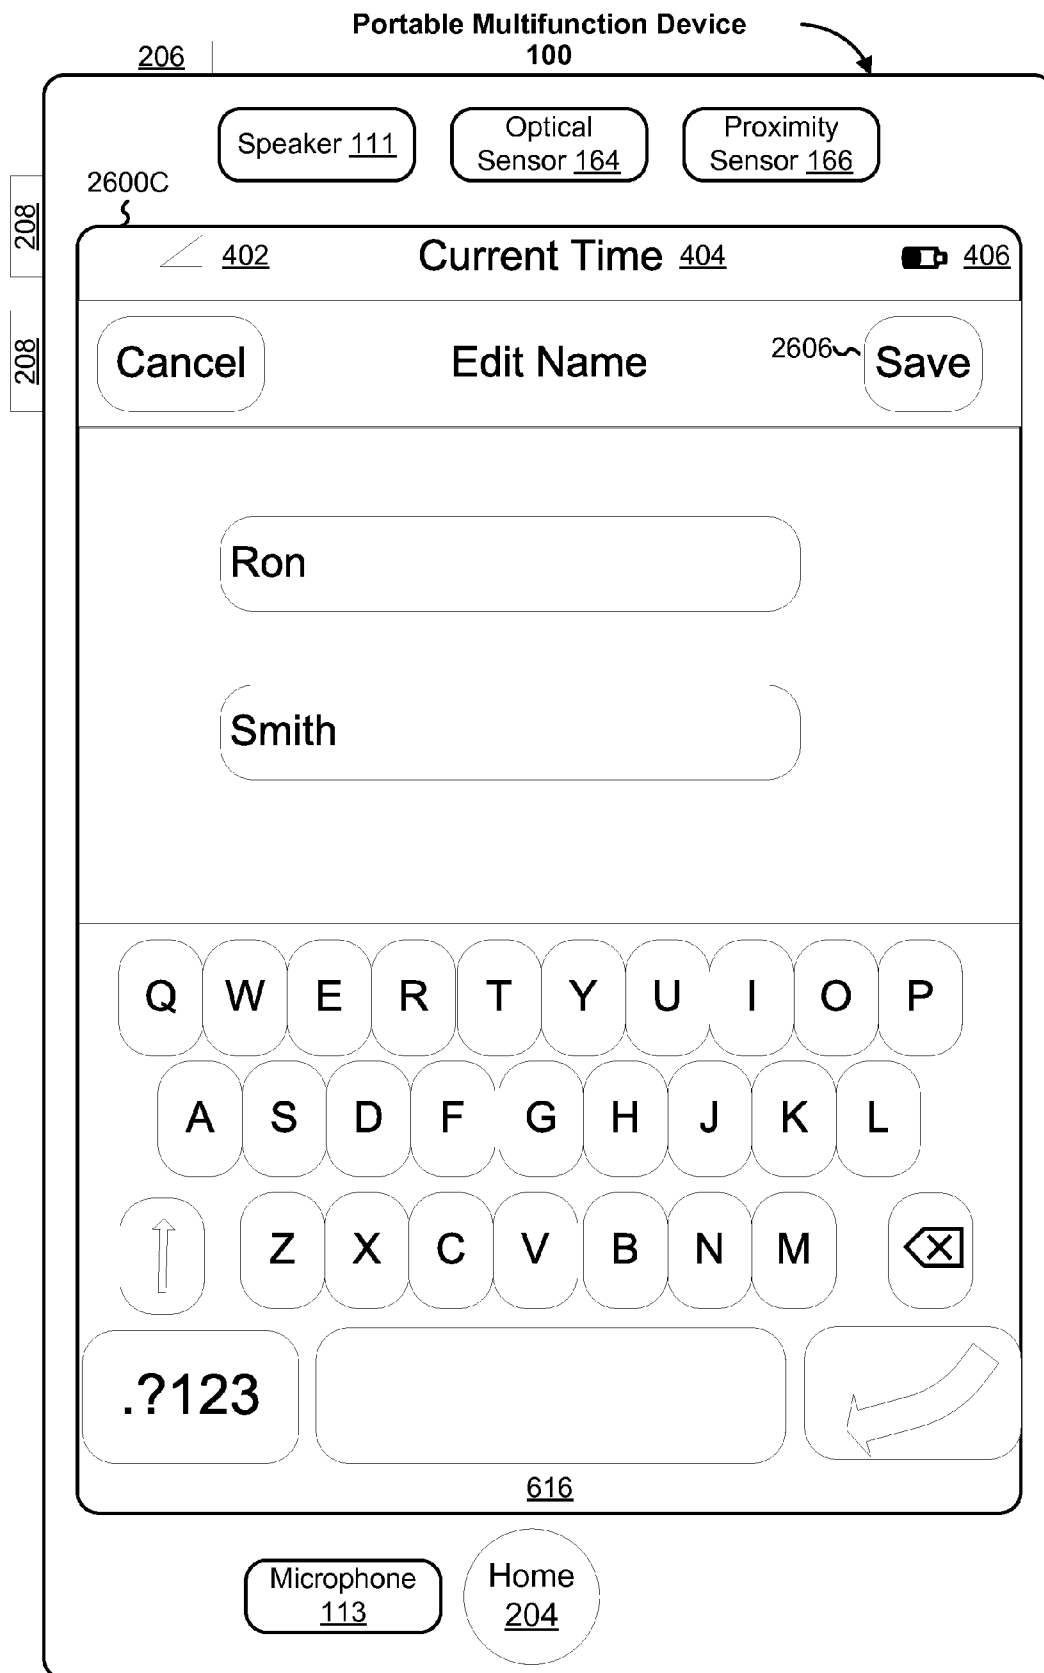 Portable Multifunction Device
100
206
Speaker 111
Optical
Sensor 164
Proximity
Sensor 166
2600C
208
208
402 Current Time 404 406
Cancel Edit Name 2606 Save
Ron
Smith
Q W E R T Y U I O P
A S D F G H J K L
Z X C V B N M
.?123
616
Microphone
113
Home
204